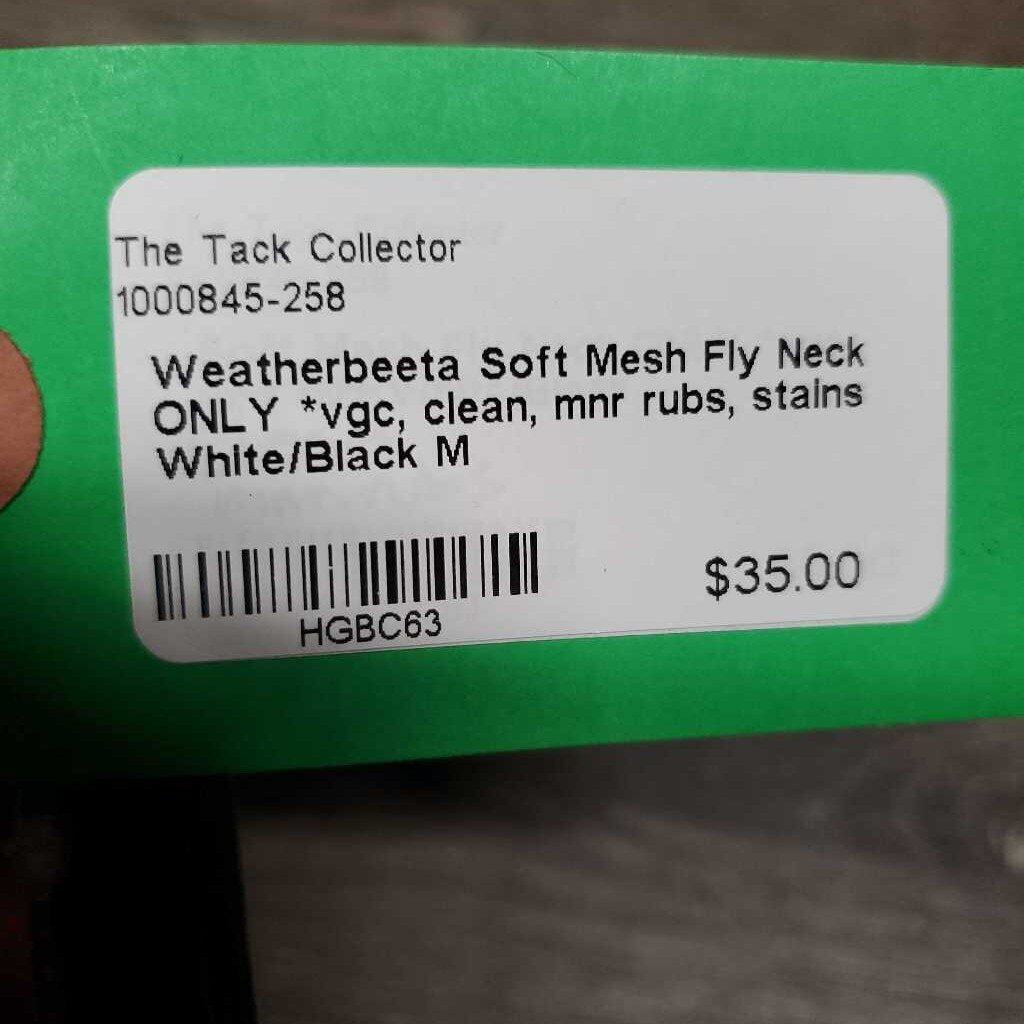 The Tack Collector
1000845-258
Weatherbeeta Soft Mesh Fly Neck
ONLY *vgc, clean, mnr rubs, stains
White/Black M
HGBC63
$35.00